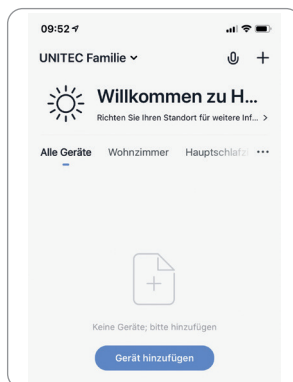 09:52
UNITEC Familie
Willkommen zu H...
Richten Sie Ihren Standort für weitere Inf...
Alle Geräte Wohnzimmer Hauptschlafz
Keine Geräte; bitte hinzufügen
Gerät hinzufügen